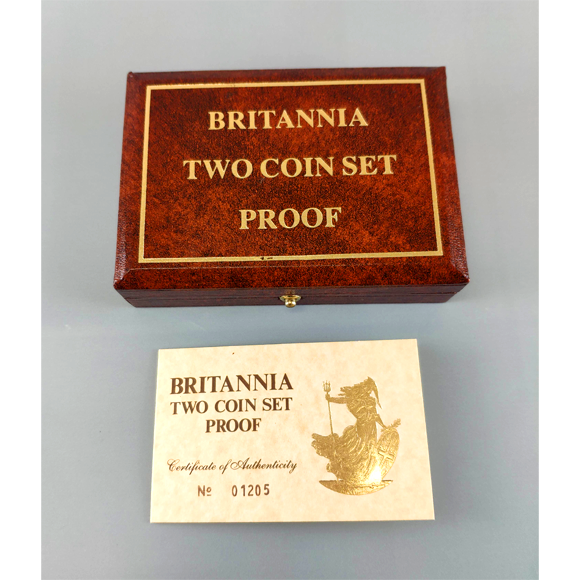 BRITANNIA
TWO COIN SET
PROOF
BRITANNIA
TWO COIN SET
PROOF
Certificate of Authenticity
Nº 01205